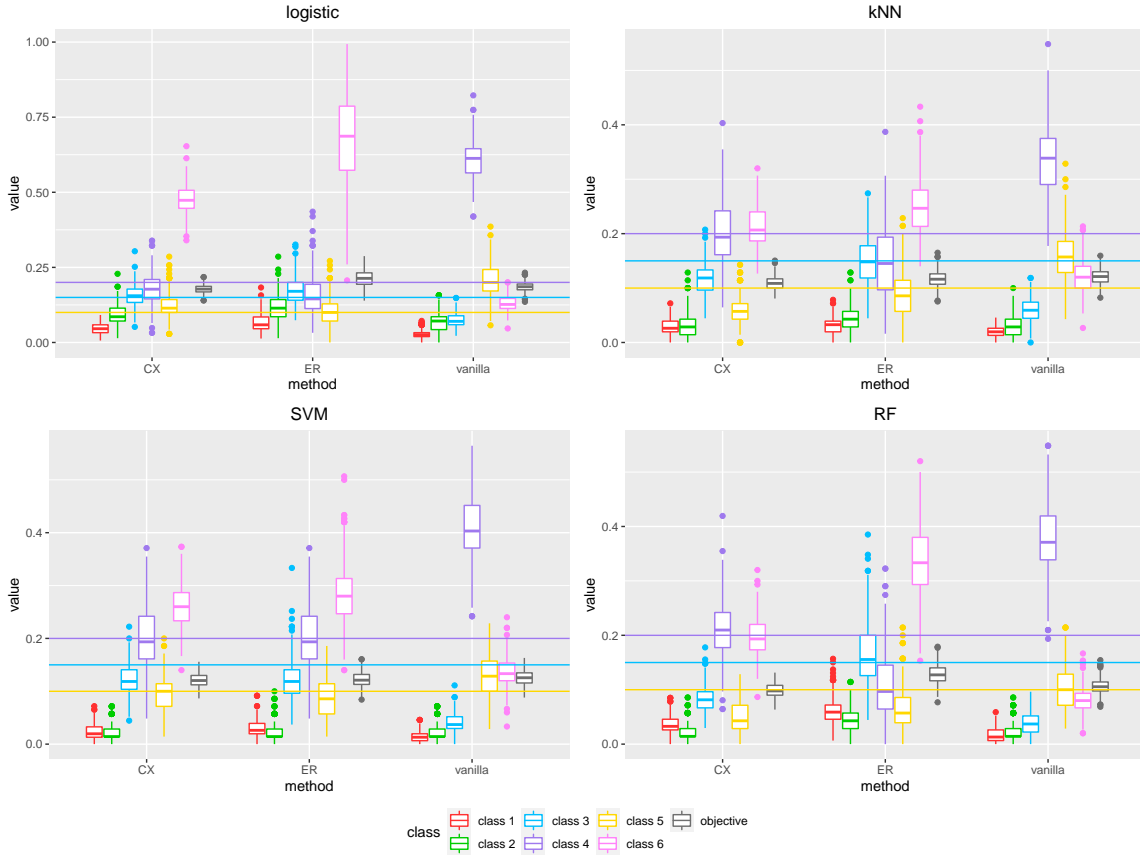 logistic
1.00
0.75
0.50
0.25
0.00
value
CX
ER
vanilla
method
kNN
0.4
0.2
0.0
value
CX
ER
vanilla
method
SVM
0.4
0.2
0.0
value
CX
ER
vanilla
method
RF
0.4
0.2
0.0
value
CX
ER
vanilla
method
class
class 1
class 3
class 5
objective
class 2
class 4
class 6